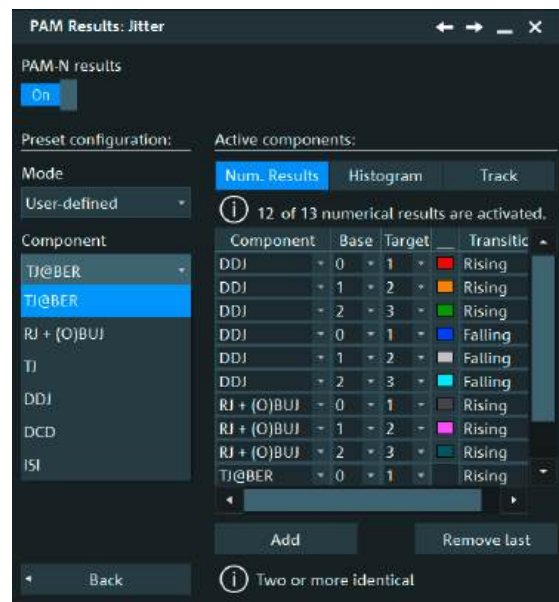 PAM Results: Jitter
PAM-N results
On
Preset configuration:
Mode
User-defined
Component
TJ@BER
TJ@BER
RJ + (O)BUJ
TJ
DDJ
DCD
ISI
Back
Active components:
Num. Results Histogram Track
12 of 13 numerical results are activated.
Component Base Target Transitic
DDJ 0 1 Rising
DDJ 1 2 Rising
DDJ 2 3 Rising
DDJ 0 1 Falling
DDJ 1 2 Falling
DDJ 2 3 Falling
RJ + (O)BUJ 0 1 Rising
RJ + (O)BUJ 1 2 Rising
RJ + (O)BUJ 2 3 Rising
TJ@BER 0 1 Rising
Add Remove last
Two or more identical